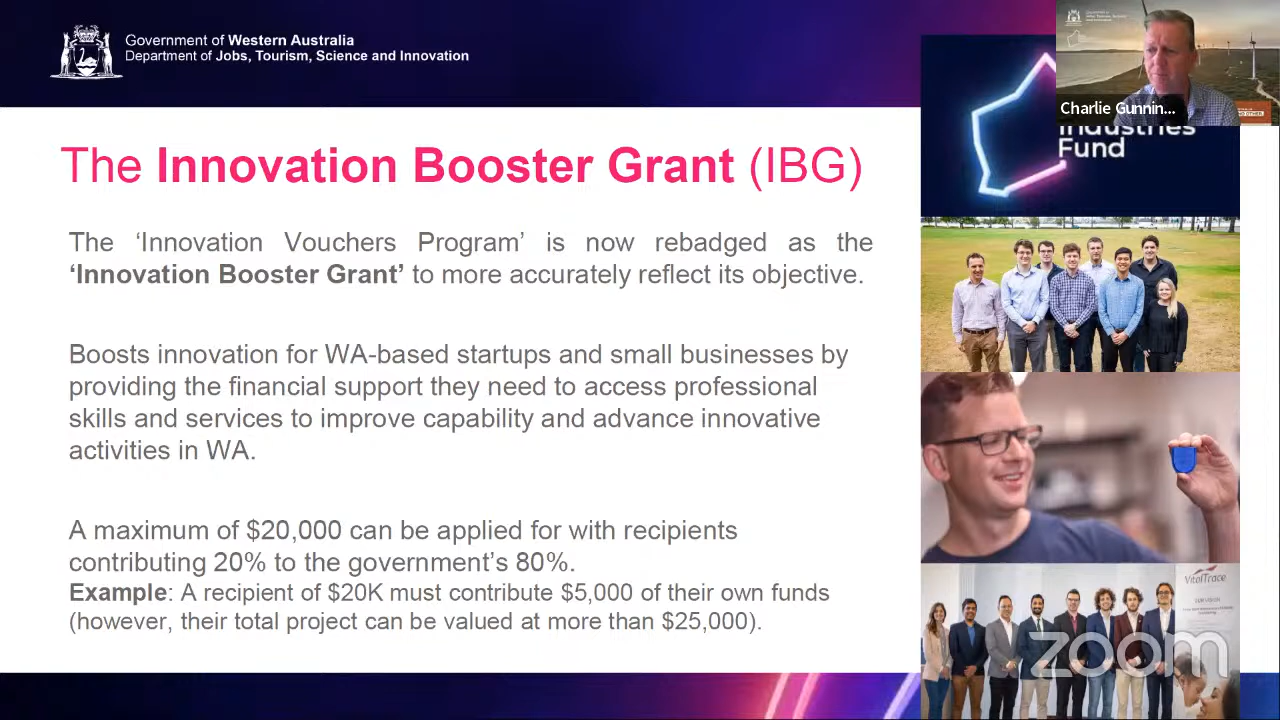 Government of Western Australia
Department of Jobs, Tourism, Science and Innovation
Charlie Gunnin...
Industries
Fund
The Innovation Booster Grant (IBG)
The ‘Innovation Vouchers Program’ is now rebadged as the
‘Innovation Booster Grant’ to more accurately reflect its objective.
Boosts innovation for WA-based startups and small businesses by
providing the financial support they need to access professional
skills and services to improve capability and advance innovative
activities in WA.
A maximum of $20,000 can be applied for with recipients
contributing 20% to the government’s 80%.
Example: A recipient of $20K must contribute $5,000 of their own funds
(however, their total project can be valued at more than $25,000).
VitalTrace
OUR VISION
zoom